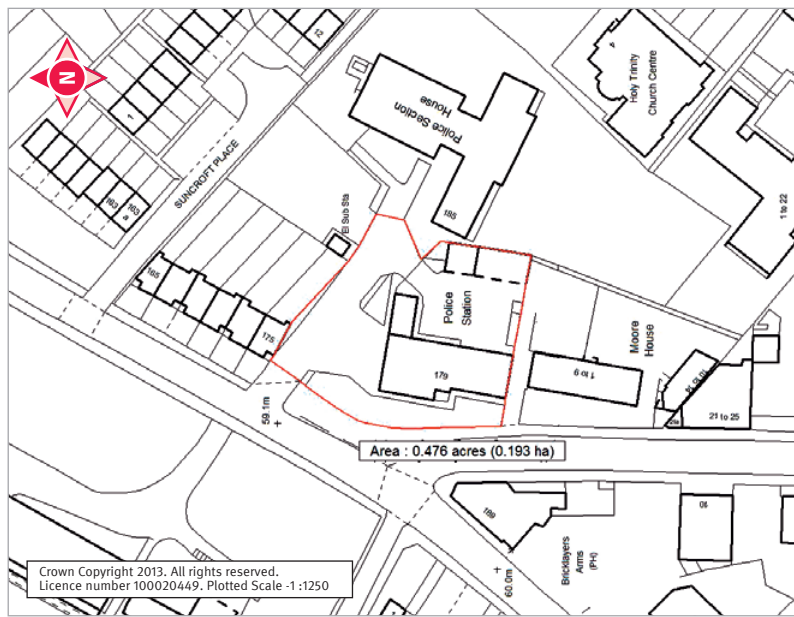 12
4
Holy Trinity
Church Centre
Police Section
House
N
1
SUNCROFT PLACE
163
163
a
185
1 to 22
El Sub Sta
165
Police
Station
Moore
House
175
179
1 to 9
21 to 25
59.1m
Area : 0.476 acres (0.193 ha)
189
10
Bricklayers
Arms
(PH)
60.0m
Crown Copyright 2013. All rights reserved.
Licence number 100020449. Plotted Scale -1:1250